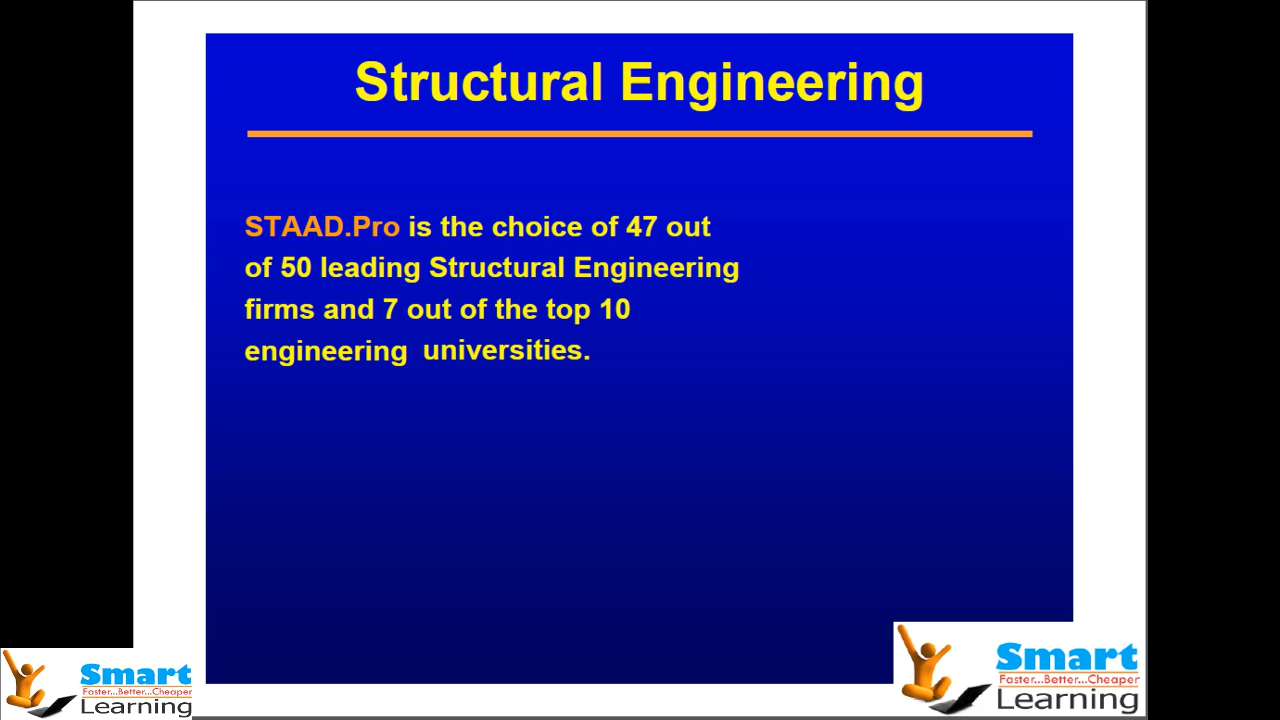 Structural Engineering
STAAD.Pro is the choice of 47 out
of 50 leading Structural Engineering
firms and 7 out of the top 10
engineering universities.
Smart
Faster...Better...Cheaper
Learning
Smart
Faster...Better...Cheaper
Learning